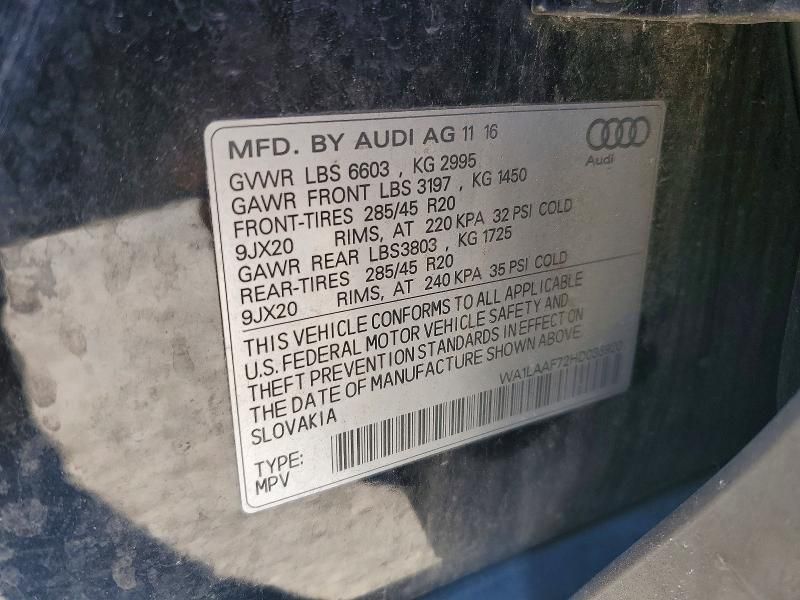 MFD. BY AUDI AG 11 16
Audi
GVWR LBS 6603 , KG 2995
GAWR FRONT LBS 3197 , KG 1450
FRONT-TIRES 285/45 R20
9JX20 RIMS, AT 220 KPA 32 PSI COLD
GAWR REAR LBS3803 , KG 1725
REAR-TIRES 285/45 R20
9JX20 RIMS, AT 240 KPA 35 PSI COLD
THIS VEHICLE CONFORMS TO ALL APPLICABLE
U.S. FEDERAL MOTOR VEHICLE SAFETY AND
THEFT PREVENTION STANDARDS IN EFFECT ON
THE DATE OF MANUFACTURE SHOWN ABOVE.
SLOVAKIA
TYPE:
MPV